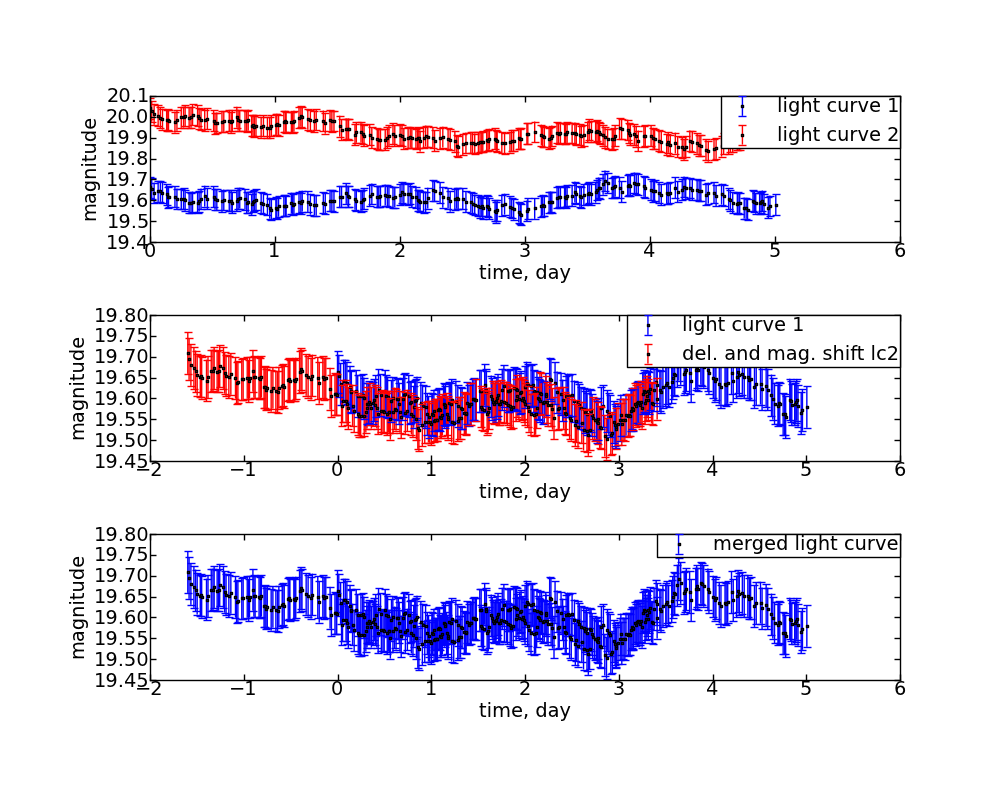 20.1
20.0
19.9
19.8
19.7
19.6
19.5
19.4
magnitude
light curve 1
light curve 2
0 1 2 3 4 5 6
time, day
19.80
19.75
19.70
19.65
19.60
19.55
19.50
19.45
magnitude
light curve 1
del. and mag. shift lc2
−2 −1 0 1 2 3 4 5 6
time, day
19.80
19.75
19.70
19.65
19.60
19.55
19.50
19.45
magnitude
merged light curve
−2 −1 0 1 2 3 4 5 6
time, day